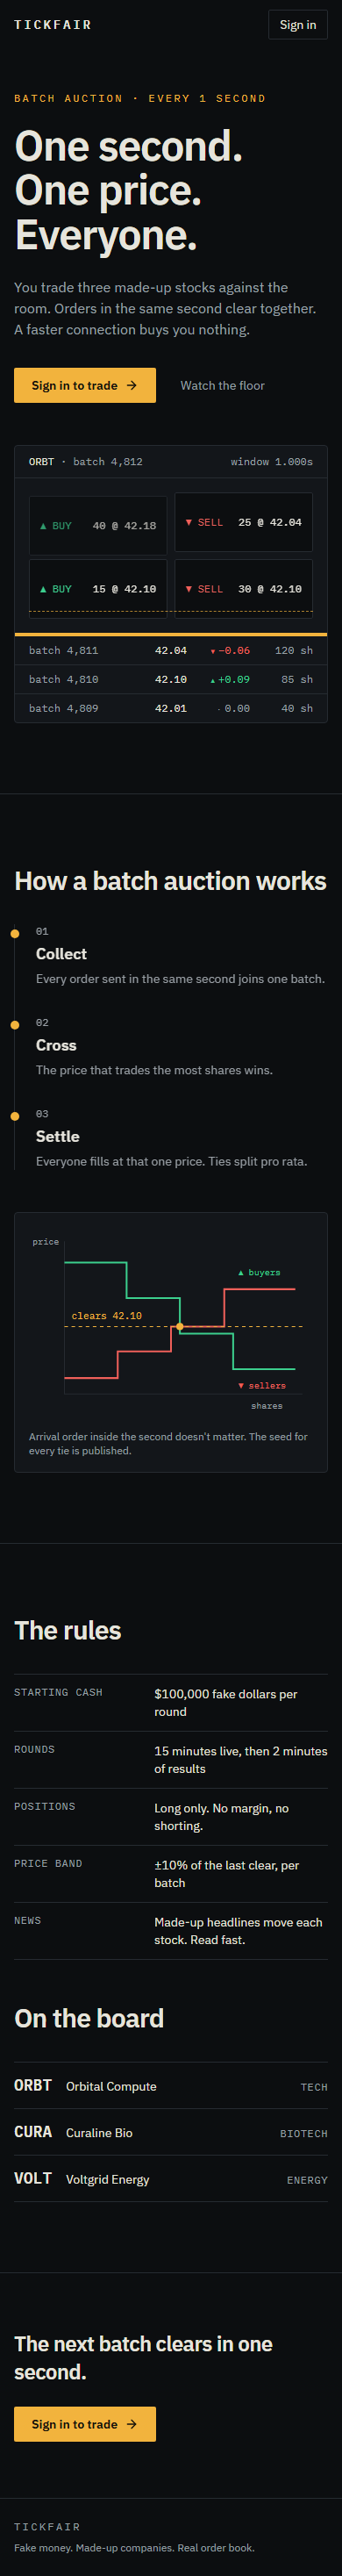 TICKFAIR
Sign in
BATCH AUCTION · EVERY 1 SECOND
One second.
One price.
Everyone.
You trade three made-up stocks against the
room. Orders in the same second clear together.
A faster connection buys you nothing.
Sign in to trade →
Watch the floor
ORBT · batch 4,812
window 1.000s
▲ BUY 40 @ 42.18
▼ SELL 25 @ 42.04
▲ BUY 15 @ 42.10
▼ SELL 30 @ 42.10
batch 4,811 42.04 ▼ −0.06 120 sh
batch 4,810 42.10 ▲ +0.09 85 sh
batch 4,809 42.01 · 0.00 40 sh
How a batch auction works
01
Collect
Every order sent in the same second joins one batch.
02
Cross
The price that trades the most shares wins.
03
Settle
Everyone fills at that one price. Ties split pro rata.
price
▲ buyers
clears 42.10
▼ sellers
shares
Arrival order inside the second doesn't matter. The seed for
every tie is published.
The rules
STARTING CASH
$100,000 fake dollars per
round
ROUNDS
15 minutes live, then 2 minutes
of results
POSITIONS
Long only. No margin, no
shorting.
PRICE BAND
±10% of the last clear, per
batch
NEWS
Made-up headlines move each
stock. Read fast.
On the board
ORBT Orbital Compute TECH
CURA Curaline Bio BIOTECH
VOLT Voltgrid Energy ENERGY
The next batch clears in one
second.
Sign in to trade →
TICKFAIR
Fake money. Made-up companies. Real order book.